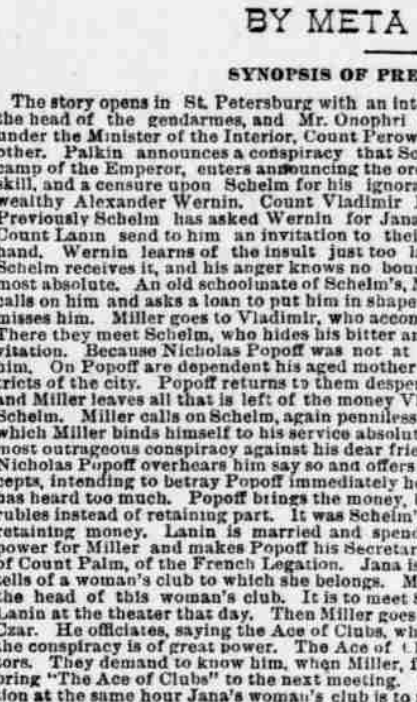 BY META
SYNOPSIS OF PRE
The story opens in St. Petersburg with an int
the head of the gendarmes, and Mr. Onophri
under the Minister of the Interior, Count Perow
other. Palkin announces a conspiracy that Sc
camp of the Emperor, enters announcing the ord
skill, and a censure upon Schelm for his ignor
wealthy Alexander Wernin. Count Vladimir
Previously Schelm has asked Wernin for Jana
Count Lanin send to him an invitation to thei
hand. Wernin learns of the insult just too l
Schelm receives it, and his anger knows no boun
most absolute. An old schoolmate of Schelm's,
calls on him and asks a loan to put him in shape
misses him. Miller goes to Vladimir, who accom
There they meet Schelm, who hides his bitter an
vitation. Because Nicholas Popoff was not at
him. On Popoff are dependent his aged mother
tricts of the city. Popoff returns to them despe
and Miller leaves all that is left of the money V
Schelm. Miller calls on Schelm, again penniless
which Miller binds himself to his service absolu
most outrageous conspiracy against his dear frie
Nicholas Popoff overhears him say so and offers
cepts, intending to betray Popoff immediately he
has heard too much. Popoff brings the money,
rubles instead of retaining part. It was Schelm'
retaining money. Lanin is married and spend
power for Miller and makes Popoff his Secretar
of Count Palm, of the French Legation. Jana is
tells of a woman's club to which she belongs. M
the head of this woman's club. It is to meet s
Lanin at the theater that day. Then Miller goes
Czar. He officiates, saying the Ace of Clubs, wh
the conspiracy is of great power. The Ace of Cl
tors. They demand to know him, when Miller, i
bring "The Ace of Clubs" to the next meeting.
tion at the same hour Jana's woman's club is to